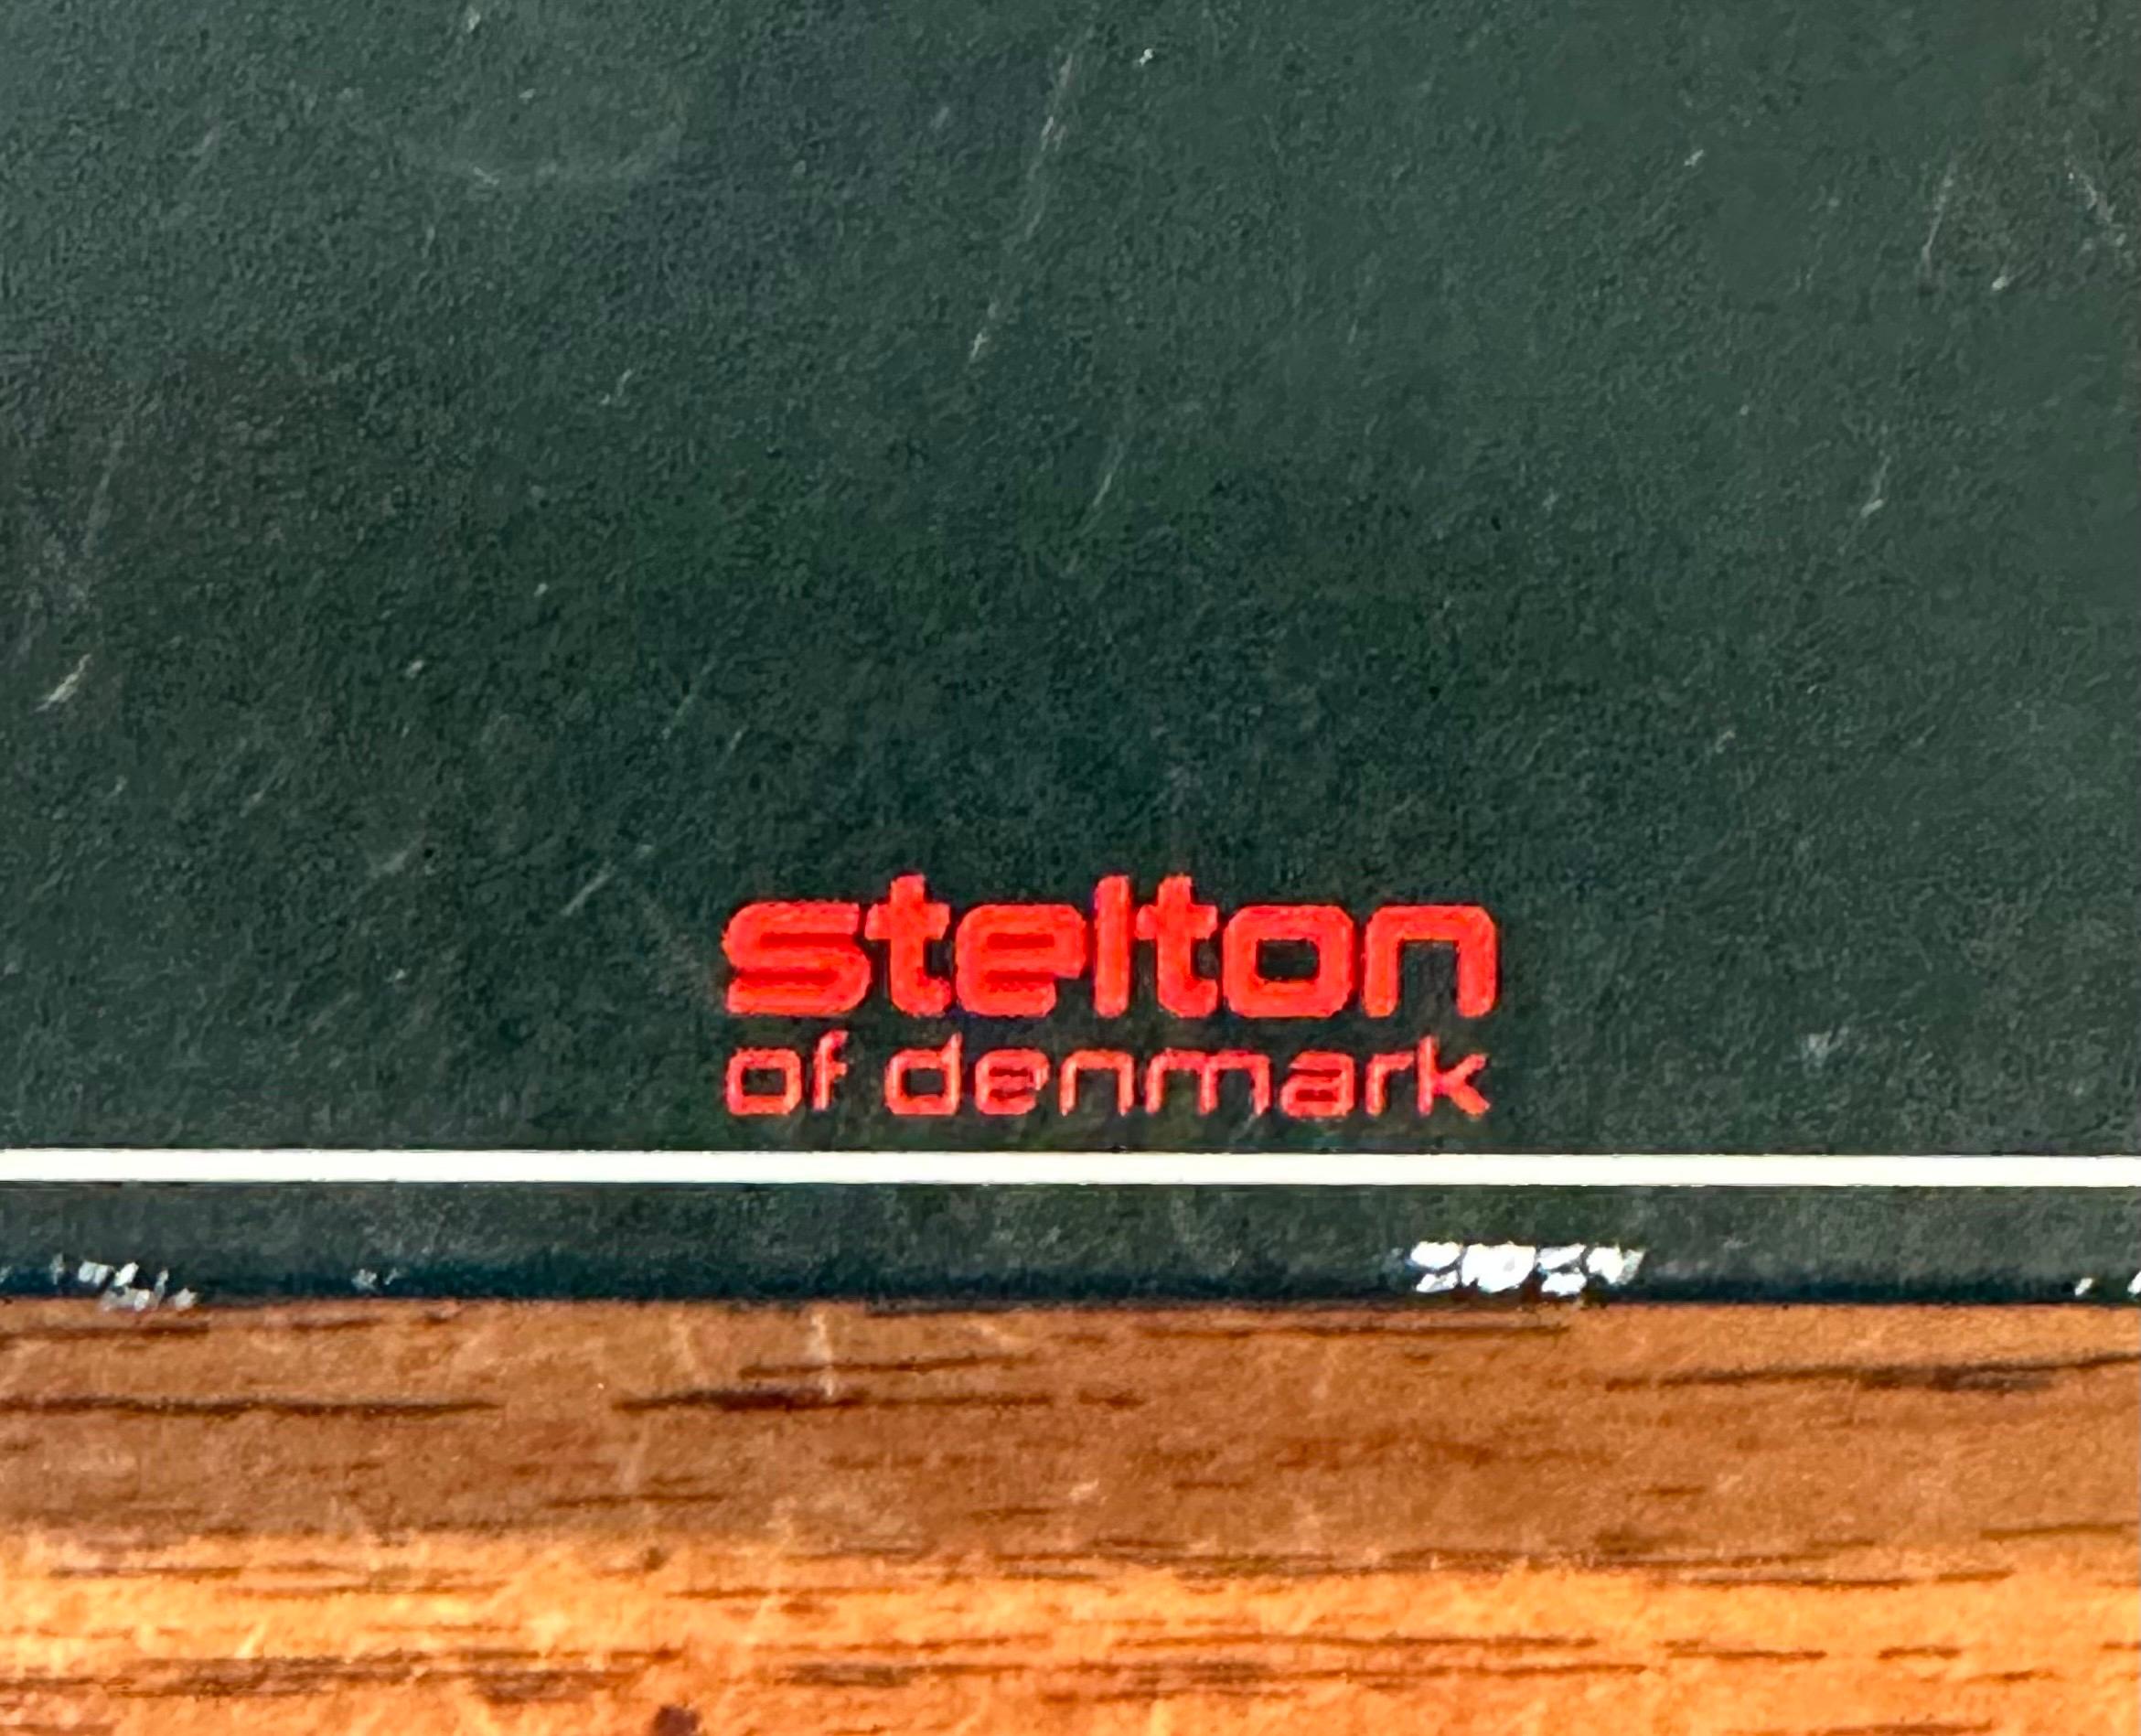 stelton
of denmark